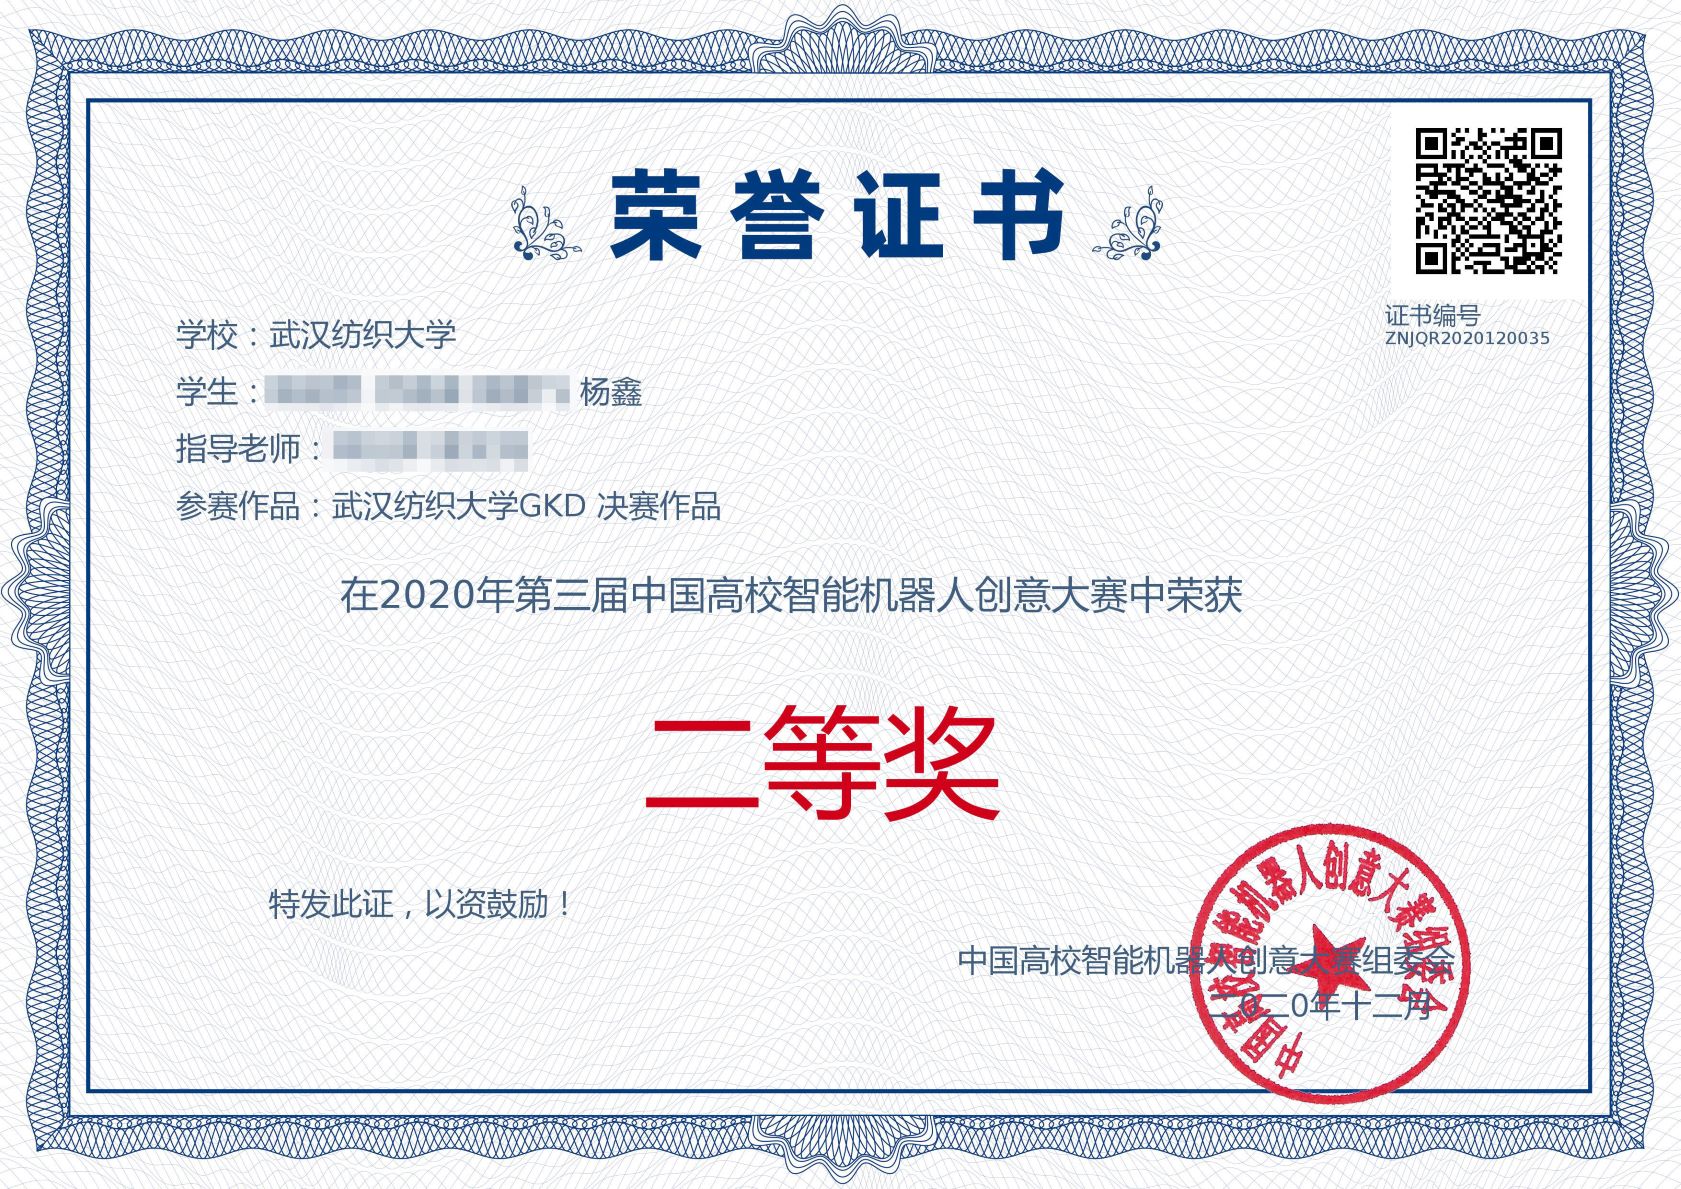 荣誉证书
证书编号
ZNJQR2020120035
学校：武汉纺织大学
学生： 杨鑫
指导老师：
参赛作品：武汉纺织大学GKD 决赛作品
在2020年第三届中国高校智能机器人创意大赛中荣获
二等奖
特发此证，以资鼓励！
中国高校智能机器人创意大赛组委会
二0二0年十二月
中国高校智能机器人创意大赛组委会